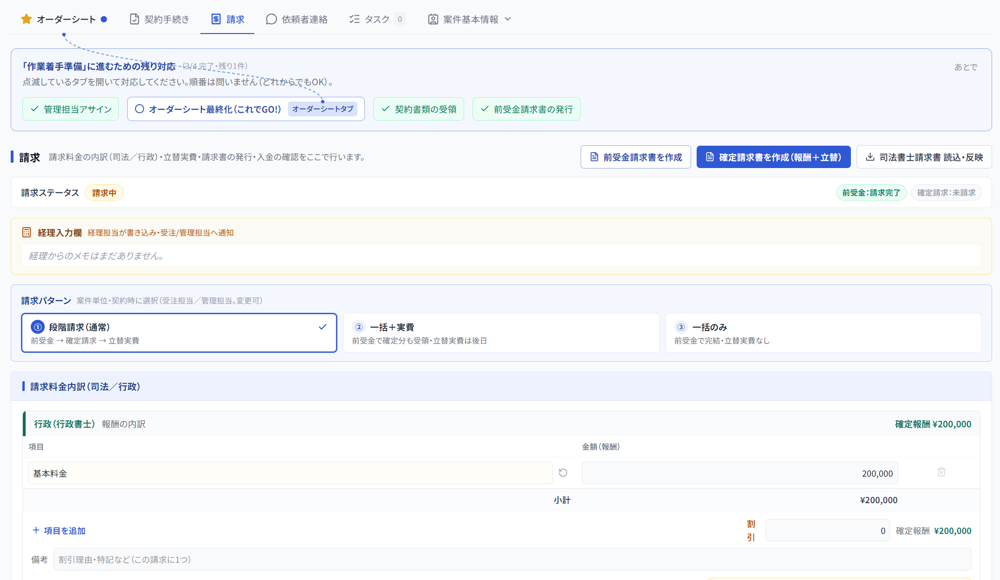 オーダーシート 契約手続き 請求 依頼者連絡 タスク 0 案件基本情報
「作業着手準備」に進むための残り対応 (3/4 完了・残り1件)
あとで
点滅しているタブを開いて対応してください。順番は問いません(どれからでもOK)。
管理担当アサイン オーダーシート最終化(これでGO!) オーダーシートタブ 契約書類の受領 前受金請求書の発行
請求 請求料金の内訳(司法／行政)・立替実費・請求書の発行・入金の確認をここで行います。
前受金請求書を作成 確定請求書を作成(報酬＋立替) 司法書士請求書 読込・反映
請求ステータス 請求中 前受金：請求完了 確定請求：未請求
経理入力欄 経理担当が書き込み・受注/管理担当へ通知
経理からのメモはまだありません。
請求パターン 案件単位・契約時に選択(受注担当／管理担当。変更可)
① 段階請求(通常)
前受金 → 確定請求 → 立替実費
② 一括＋実費
前受金で確定分も受領・立替実費は後日
③ 一括のみ
前受金で完結・立替実費なし
請求料金内訳(司法／行政)
行政(行政書士) 報酬の内訳 確定報酬 ¥200,000
項目 金額(報酬)
基本料金 200,000
小計 ¥200,000
項目を追加 割引 0 確定報酬 ¥200,000
備考 割引理由・特記など(この請求に1つ)